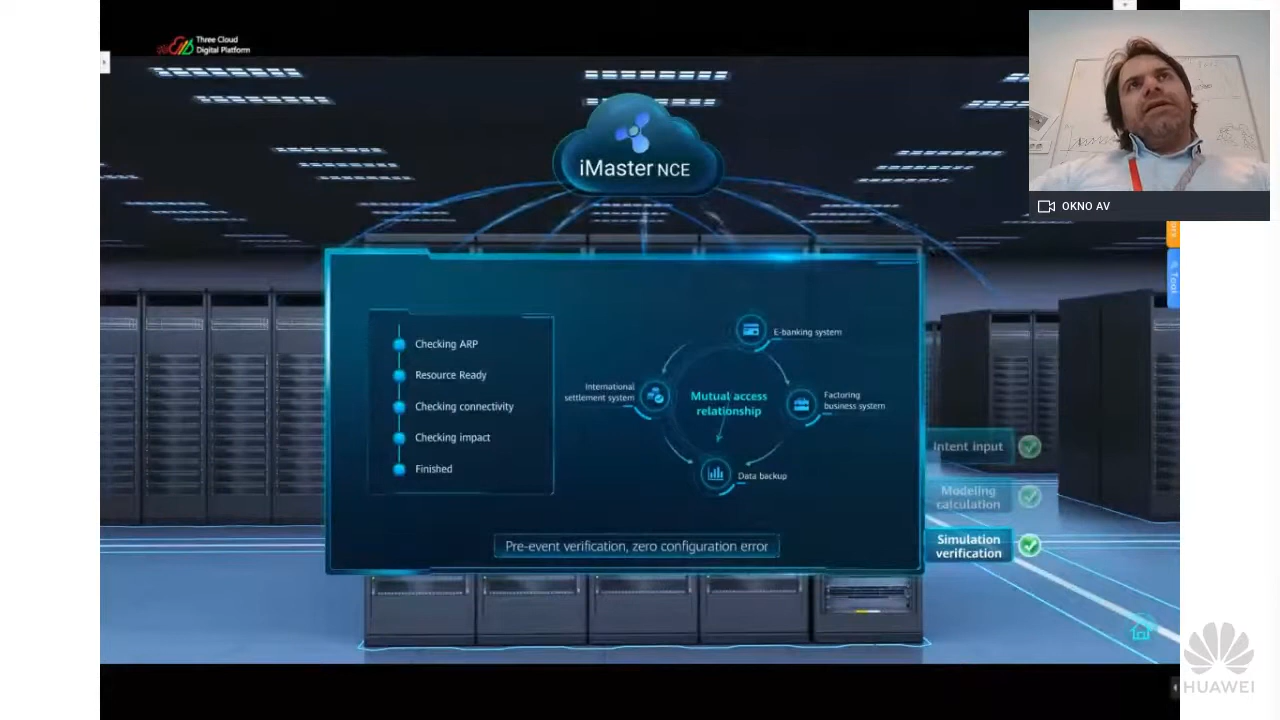 Three Cloud
Digital Platform
iMaster NCE
OKNO AV
Checking ARP
Resource Ready
Checking connectivity
Checking impact
Finished
E-banking system
International
settlement system
Mutual access
relationship
Factoring
business system
Data backup
Pre-event verification, zero configuration error
Intent input
Modeling
calculation
Simulation
verification
HUAWEI